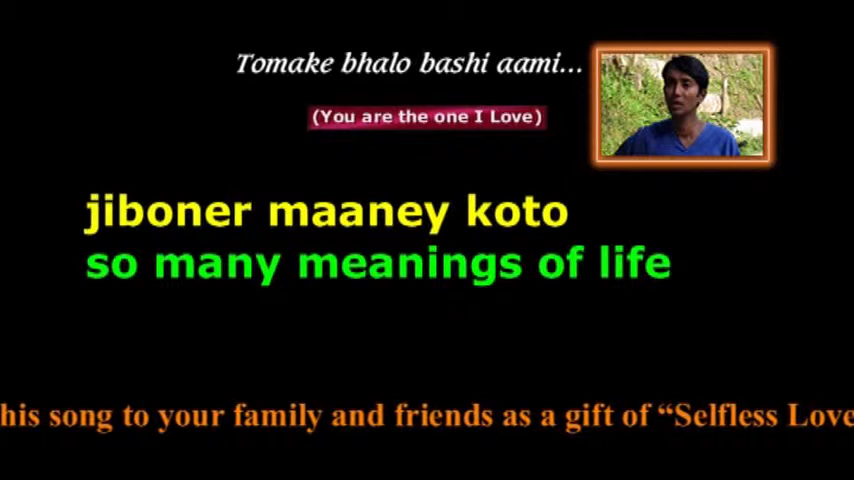 Tomake bhalo bashi aami...
(You are the one I Love)
jiboner maaney koto
so many meanings of life
his song to your family and friends as a gift of “Selfless Love